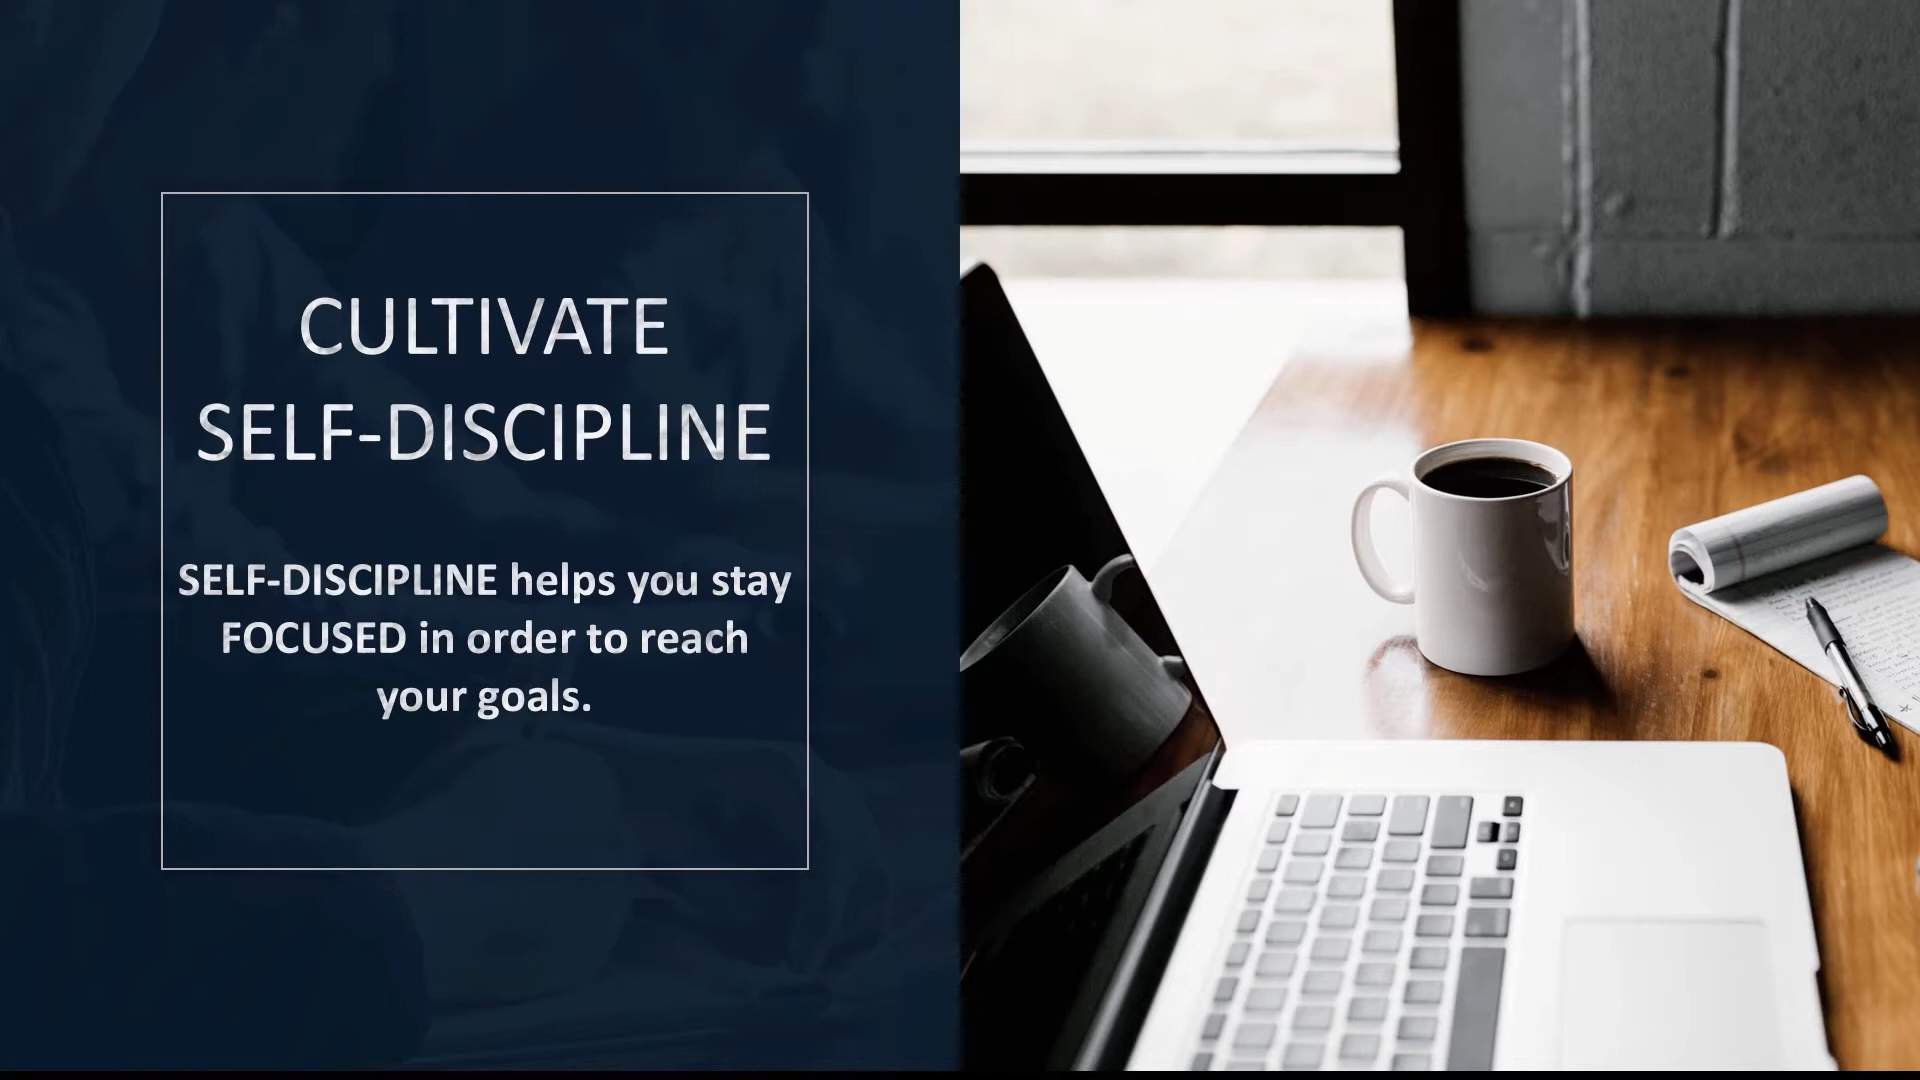 CULTIVATE
SELF-DISCIPLINE
SELF-DISCIPLINE helps you stay
FOCUSED in order to reach
your goals.